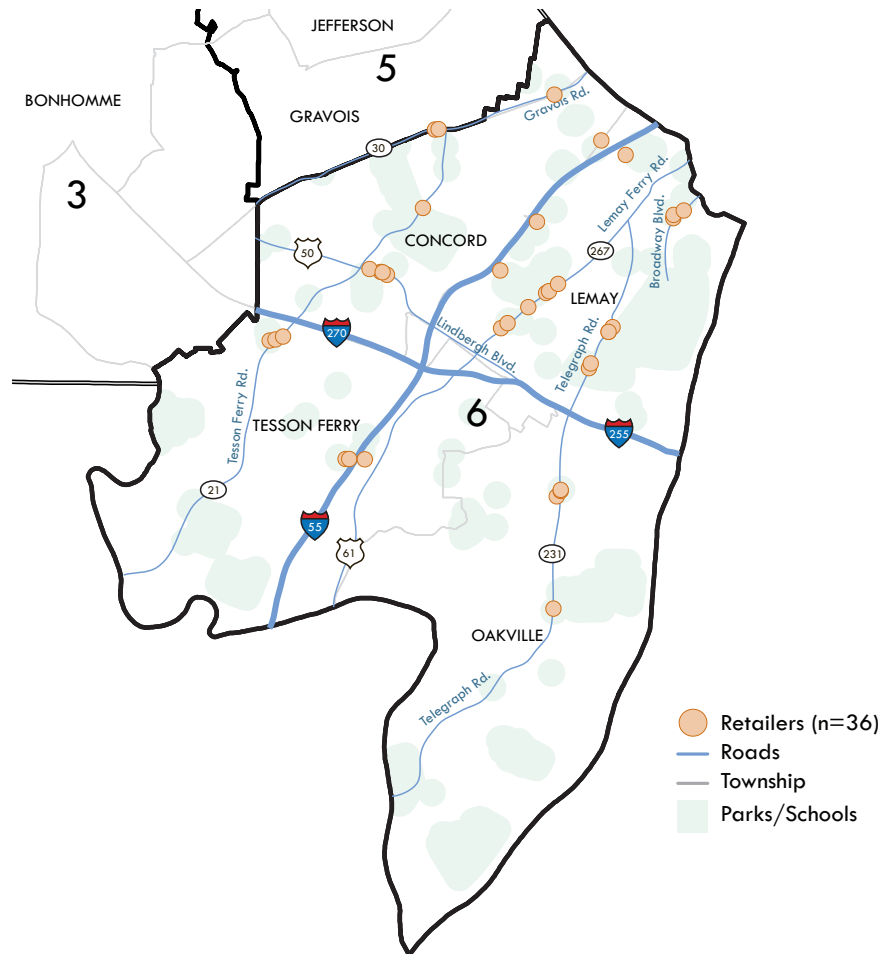 JEFFERSON
5
BONHOMME
GRAVOIS
Gravois Rd.
30
3
Lemay Ferry Rd.
Broadway Blvd.
CONCORD
50
267
LEMAY
270
Lindbergh Blvd.
Telegraph Rd.
Tesson Ferry Rd.
TESSON FERRY
6
255
21
55
61
231
OAKVILLE
Telegraph Rd.
Retailers (n=36)
Roads
Township
Parks/Schools